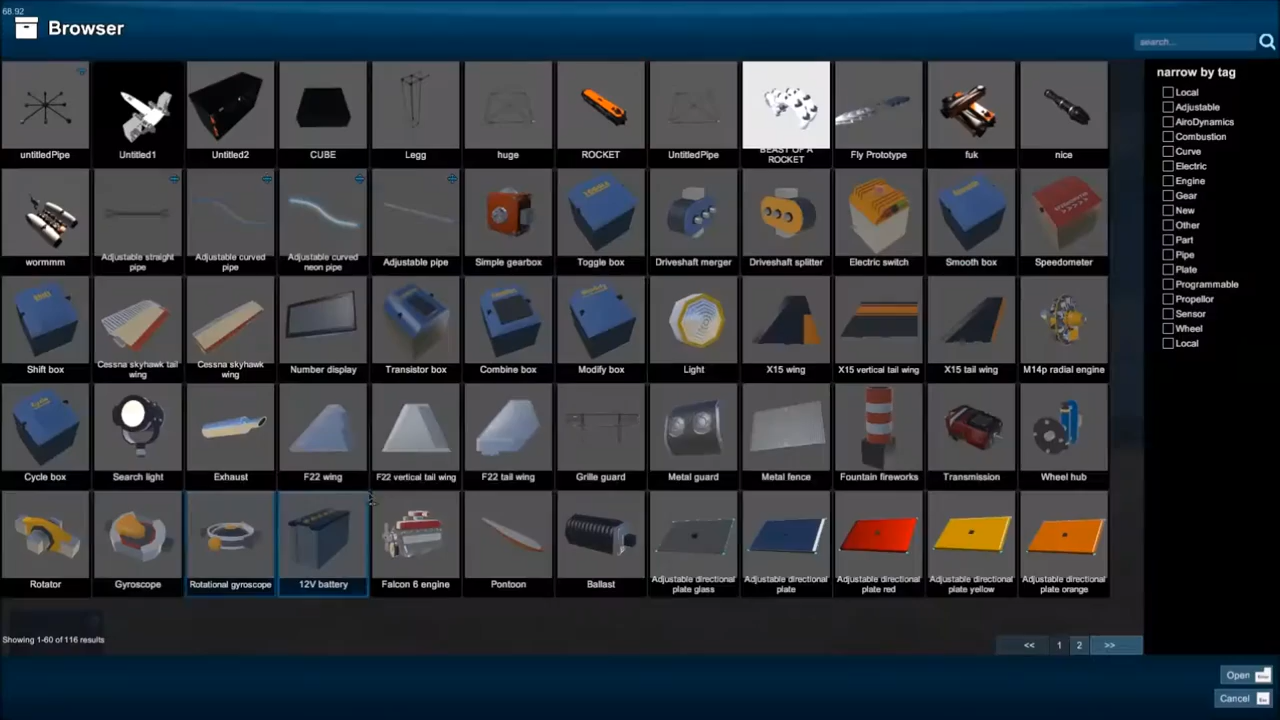 68.92
Browser
search...
narrow by tag
Local
Adjustable
AiroDynamics
Combustion
Curve
Electric
Engine
Gear
New
Other
Part
Pipe
Plate
Programmable
Propellor
Sensor
Wheel
Local
untitledPipe
Untitled1
Untitled2
CUBE
Legg
huge
ROCKET
UntitledPipe
BEAST OF A
ROCKET
Fly Prototype
fuk
nice
wormmm
Adjustable straight
pipe
Adjustable curved
pipe
Adjustable curved
neon pipe
Adjustable pipe
Simple gearbox
Toggle box
Driveshaft merger
Driveshaft splitter
Electric switch
Smooth box
Speedometer
Shift box
Cessna skyhawk tail
wing
Cessna skyhawk
wing
Number display
Transistor box
Combine box
Modify box
Light
X15 wing
X15 vertical tail wing
X15 tail wing
M14p radial engine
Cycle box
Search light
Exhaust
F22 wing
F22 vertical tail wing
F22 tail wing
Grille guard
Metal guard
Metal fence
Fountain fireworks
Transmission
Wheel hub
Rotator
Gyroscope
Rotational gyroscope
12V battery
Falcon 6 engine
Pontoon
Ballast
Adjustable directional
plate glass
Adjustable directional
plate
Adjustable directional
plate red
Adjustable directional
plate yellow
Adjustable directional
plate orange
Showing 1-60 of 116 results
<< 1 2 >>
Open
Cancel